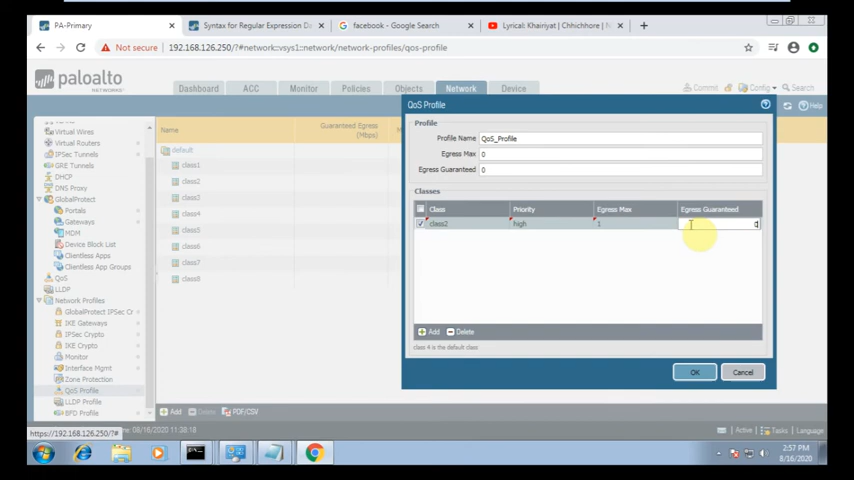 PA-Primary
Syntax for Regular Expression Da
facebook - Google Search
Lyrical: Khairiyat | Chhichhore |
Not secure
192.168.126.250/?#network::vsys1::network/network-profiles/qos-profile
paloalto
NETWORKS
Dashboard
ACC
Monitor
Policies
Objects
Network
Device
Commit
Config
Search
Help
Virtual Wires
Virtual Routers
IPSec Tunnels
GRE Tunnels
DHCP
DNS Proxy
GlobalProtect
Portals
Gateways
MDM
Device Block List
Clientless Apps
Clientless App Groups
QoS
LLDP
Network Profiles
GlobalProtect IPSec Cr
IKE Gateways
IPSec Crypto
IKE Crypto
Monitor
Interface Mgmt
Zone Protection
QoS Profile
LLDP Profile
BFD Profile
Name
Guaranteed Egress
(Mbps)
default
class1
class2
class3
class4
class5
class6
class7
class8
QoS Profile
Profile
Profile Name
QoS_Profile
Egress Max
0
Egress Guaranteed
0
Classes
Class
Priority
Egress Max
Egress Guaranteed
class2
high
1
0
Add
Delete
class 4 is the default class
OK
Cancel
Add
Delete
PDF/CSV
https://192.168.126.250/?#
me: 08/16/2020 11:08:18
Active
Tasks
Language
2:57 PM
8/16/2020